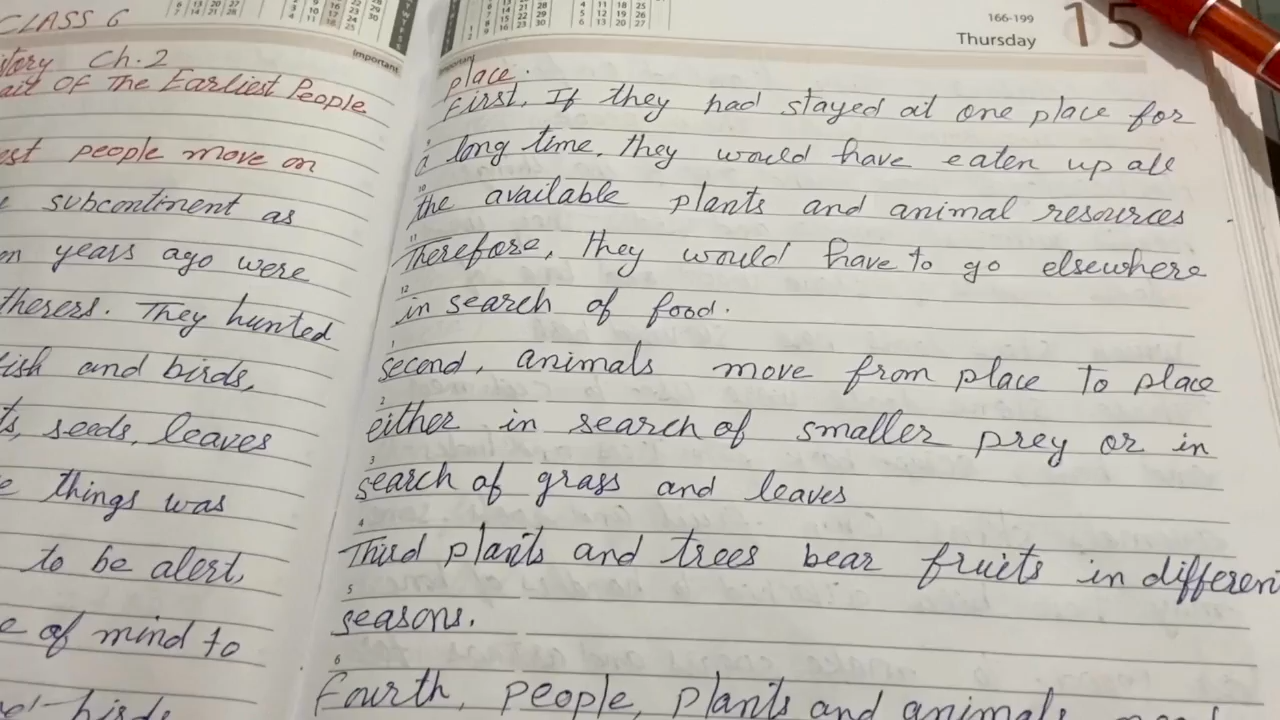 CLASS 6
Ch. 2
OF THE EARLIEST PEOPLE
people move on
subcontinent as
years ago were
They hunted
and birds,
seeds, leaves
things was
to be alert,
of mind to
Important
Important
166-199
Thursday
15
place.
First, If they had stayed at one place for
a long time, they would have eaten up all
the available plants and animal resources
Therefore, they would have to go elsewhere
in search of food.
second, animals move from place to place
either in search of smaller prey or in
search of grass and leaves
Third plants and trees bear fruits in differen
seasons.
Fourth, people, plants and animals